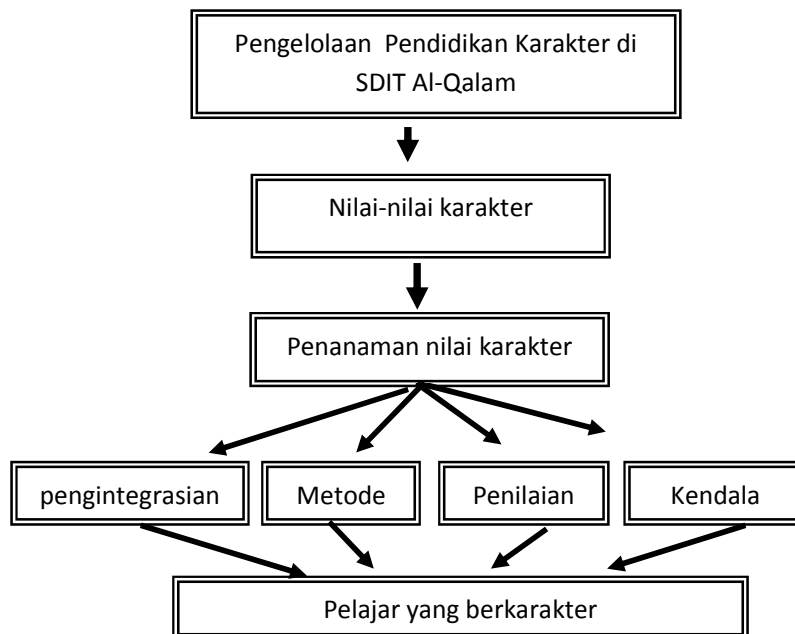 Pengelolaan Pendidikan Karakter di
SDIT Al-Qalam
Nilai-nilai karakter
Penanaman nilai karakter
pengintegrasian
Metode
Penilaian
Kendala
Pelajar yang berkarakter